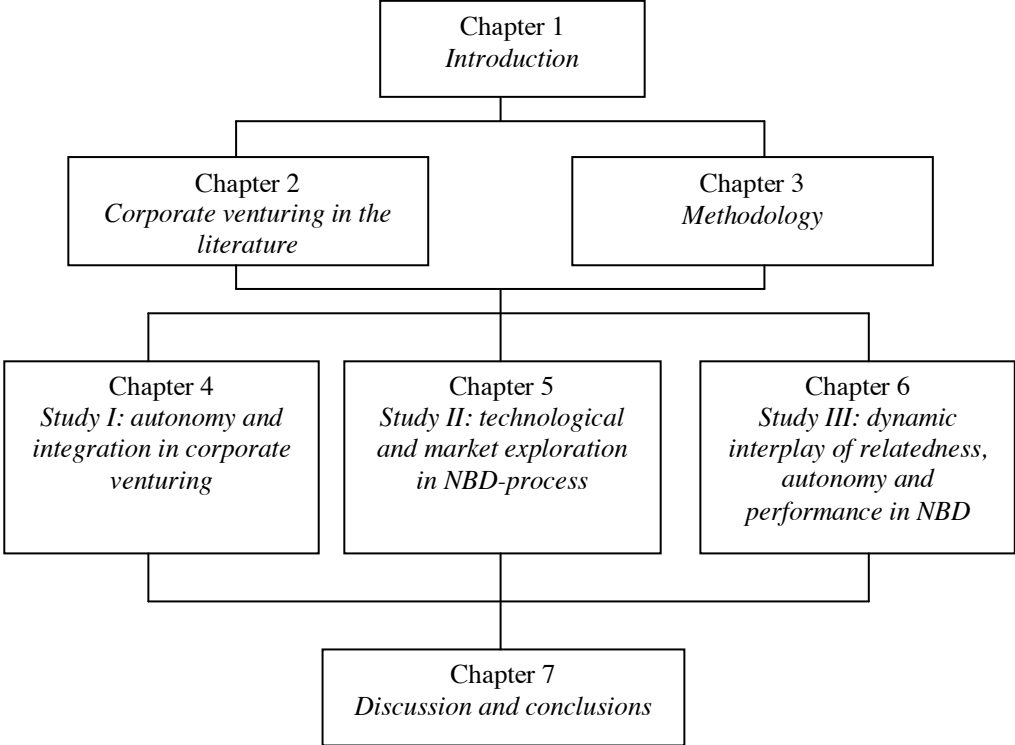 Chapter 1
Introduction
Chapter 2
Corporate venturing in the
literature
Chapter 3
Methodology
Chapter 4
Study I: autonomy and
integration in corporate
venturing
Chapter 5
Study II: technological
and market exploration
in NBD-process
Chapter 6
Study III: dynamic
interplay of relatedness,
autonomy and
performance in NBD
Chapter 7
Discussion and conclusions